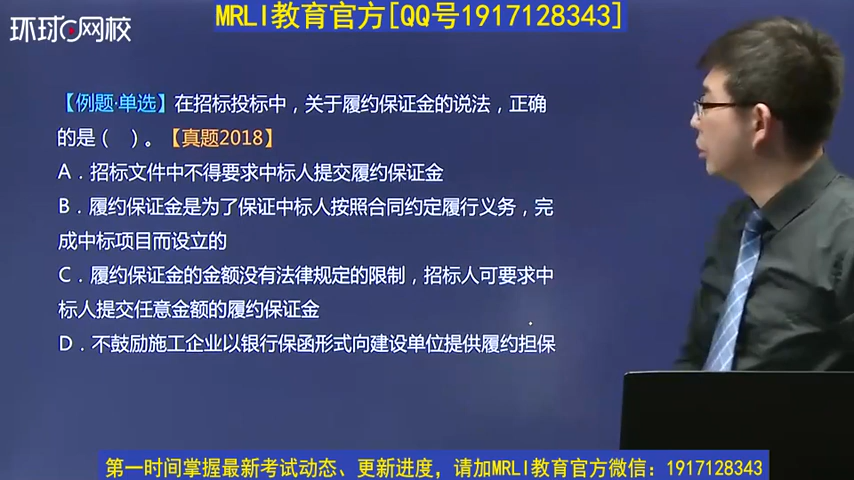 MRLI教育官方[QQ号1917128343]
环球网校
【例题·单选】在招标投标中，关于履约保证金的说法，正确
的是（ ）。【真题2018】
A．招标文件中不得要求中标人提交履约保证金
B．履约保证金是为了保证中标人按照合同约定履行义务，完
成中标项目而设立的
C．履约保证金的金额没有法律规定的限制，招标人可要求中
标人提交任意金额的履约保证金
D．不鼓励施工企业以银行保函形式向建设单位提供履约担保
第一时间掌握最新考试动态、更新进度，请加MRLI教育官方微信：1917128343